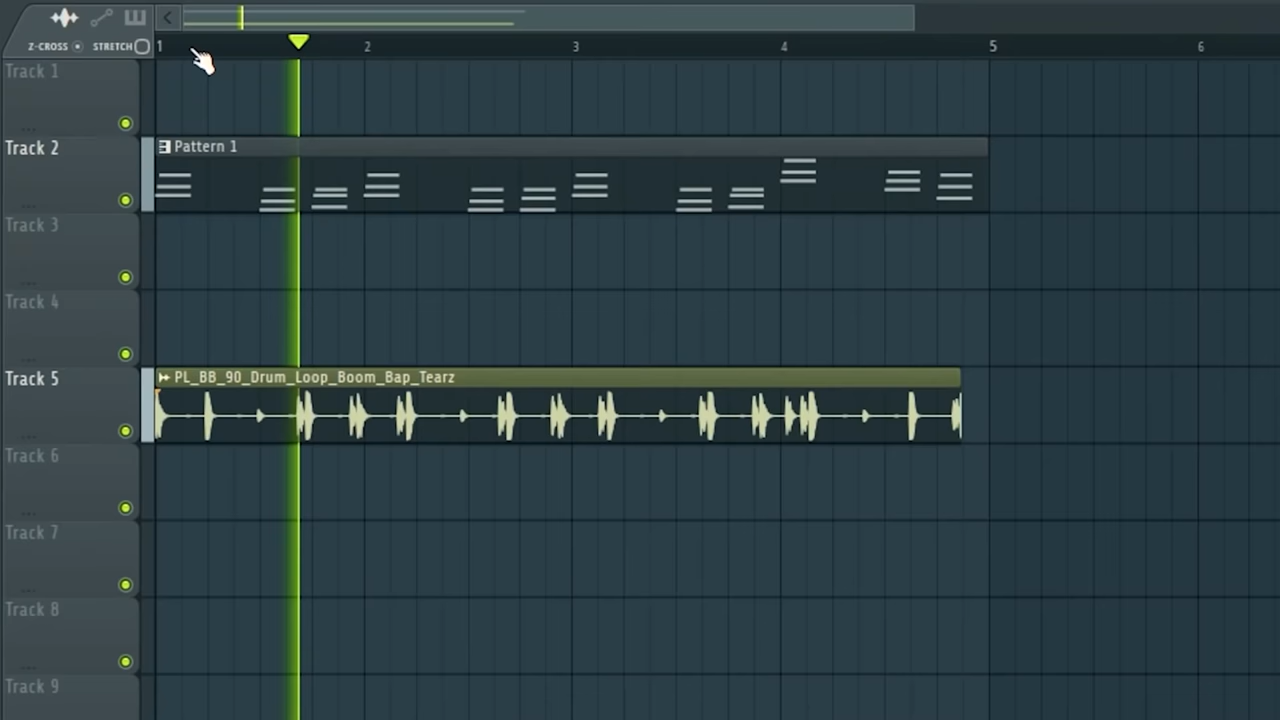 Z-CROSS STRETCH
1 2 3 4 5 6
Track 1
Track 2
Pattern 1
Track 3
Track 4
Track 5
PL_BB_90_Drum_Loop_Boom_Bap_Tearz
Track 6
Track 7
Track 8
Track 9